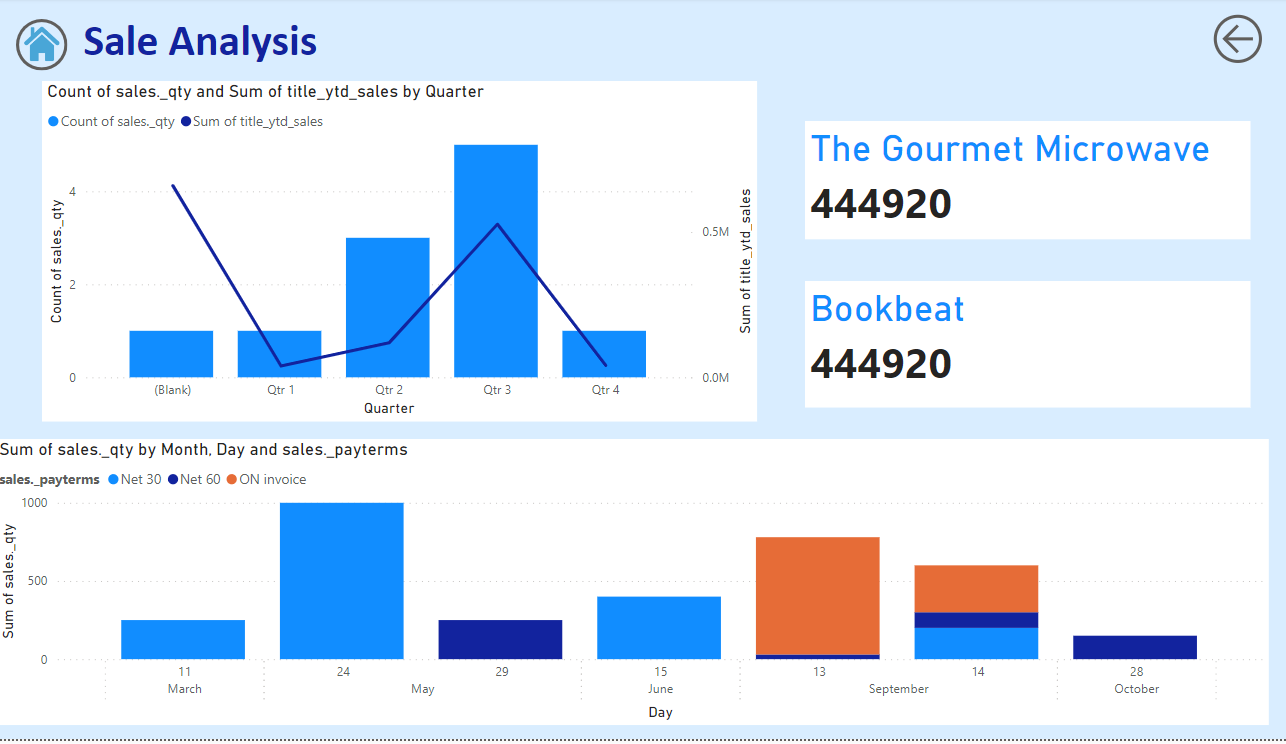 Sale Analysis
Count of sales._qty and Sum of title_ytd_sales by Quarter
Count of sales._qty Sum of title_ytd_sales
Count of sales._qty
4
2
0
Sum of title_ytd_sales
0.5M
0.0M
(Blank) Qtr 1 Qtr 2 Qtr 3 Qtr 4
Quarter
The Gourmet Microwave
444920
Bookbeat
444920
Sum of sales._qty by Month, Day and sales._payterms
sales._payterms Net 30 Net 60 ON invoice
Sum of sales._qty
1000
500
0
11 24 29 15 13 14 28
March May June September October
Day